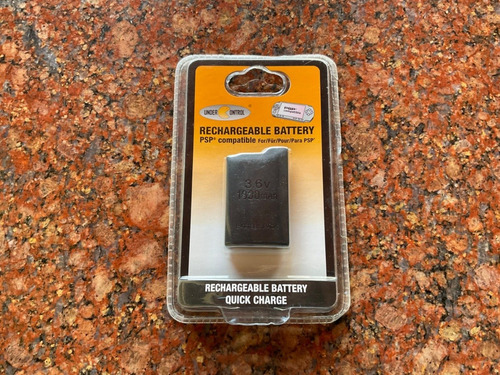 UNDER CONTROL
RECHARGEABLE BATTERY
PSP® compatible For/Für/Pour/Para PSP®
3.6V
RECHARGEABLE BATTERY
QUICK CHARGE